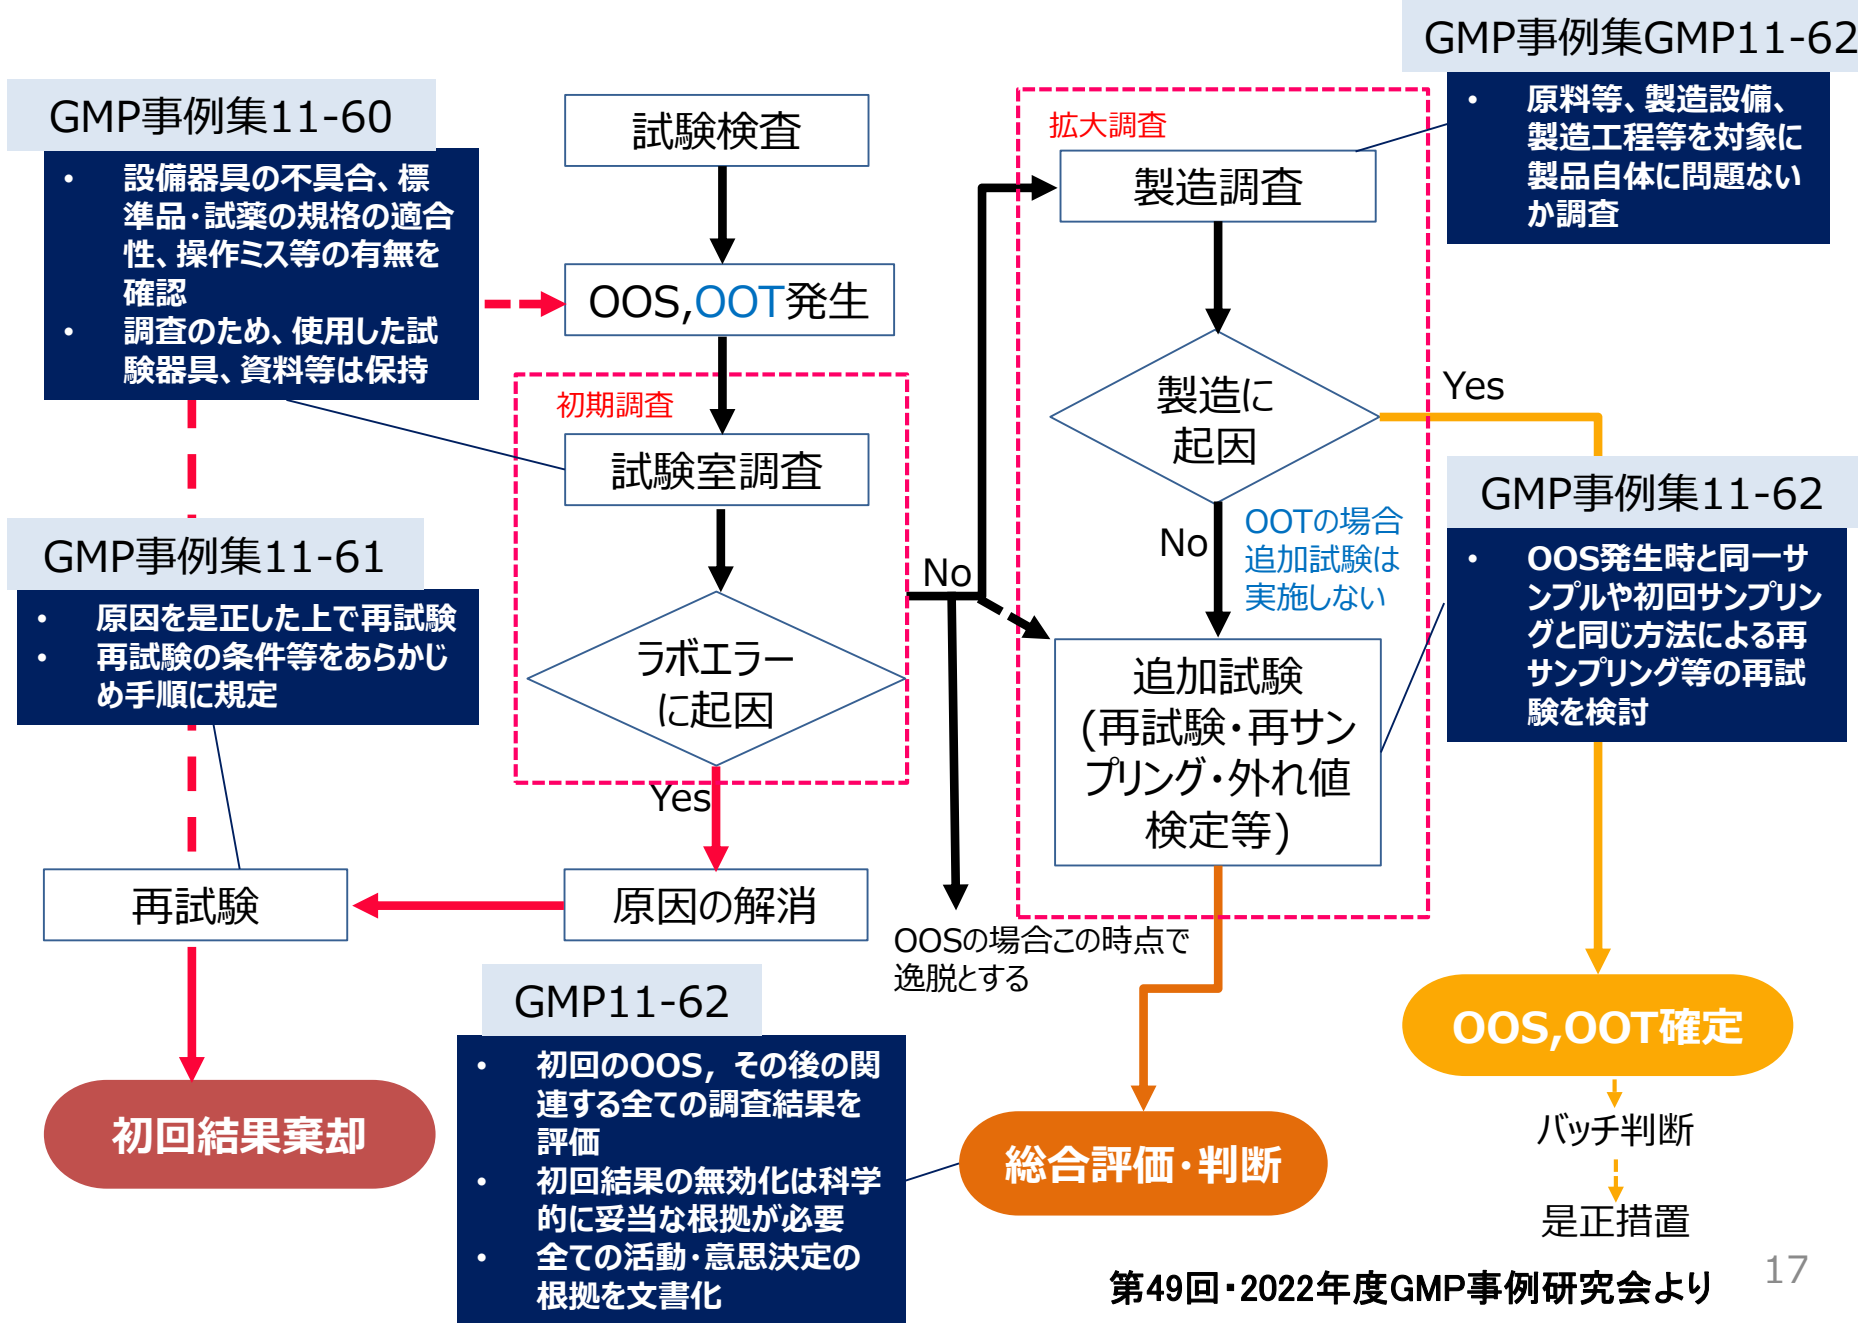 GMP事例集GMP11-62
• 原料等、製造設備、
製造工程等を対象に
製品自体に問題ない
か調査
GMP事例集11-60
• 設備器具の不具合、標
準品・試薬の規格の適合
性、操作ミス等の有無を
確認
• 調査のため、使用した試
験器具、資料等は保持
試験検査
OOS,OOT発生
初期調査
試験室調査
ラボエラー
に起因
Yes
No
原因の解消
再試験
初回結果棄却
GMP事例集11-61
• 原因を是正した上で再試験
• 再試験の条件等をあらかじ
め手順に規定
拡大調査
製造調査
製造に
起因
Yes
No
OOTの場合
追加試験は
実施しない
追加試験
(再試験・再サン
プリング・外れ値
検定等)
GMP事例集11-62
• OOS発生時と同一サ
ンプルや初回サンプリン
グと同じ方法による再
サンプリング等の再試
験を検討
OOSの場合この時点で
逸脱とする
GMP11-62
• 初回のOOS，その後の関
連する全ての調査結果を
評価
• 初回結果の無効化は科学
的に妥当な根拠が必要
• 全ての活動・意思決定の
根拠を文書化
総合評価・判断
OOS,OOT確定
バッチ判断
是正措置
第49回・2022年度GMP事例研究会より
17